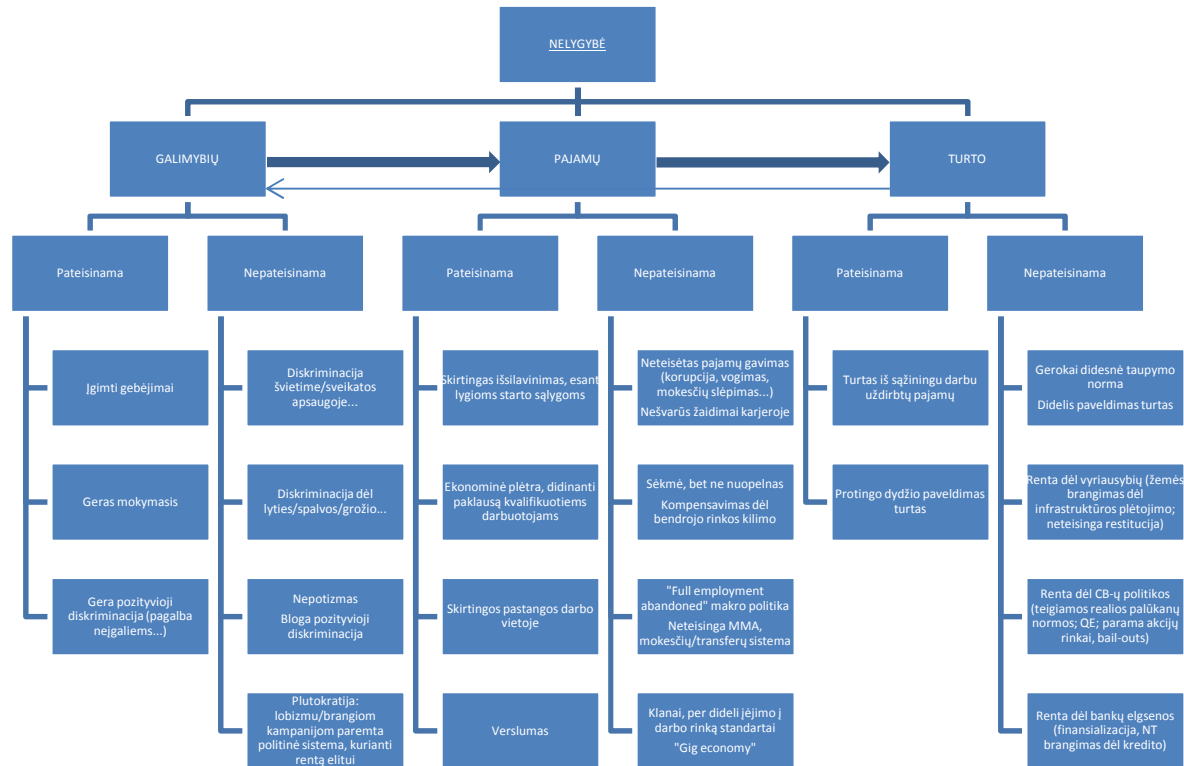 NELYGYBĖ
GALIMYBIŲ
PAJAMŲ
TURTO
Pateisinama
Nepateisinama
Pateisinama
Nepateisinama
Pateisinama
Nepateisinama
Įgimti gebėjimai
Geras mokymasis
Gera pozityvioji
diskriminacija (pagalba
neįgaliems...)
Diskriminacija
švietime/sveikatos
apsaugoje...
Diskriminacija dėl
lyties/spalvos/grožio...
Nepotizmas
Bloga pozityvioji
diskriminacija
Plutokratija:
lobizmu/brangiom
kampanijom paremta
politinė sistema, kurianti
rentą elitui
Skirtingas išsilavinimas, esant
lygioms starto sąlygoms
Ekonominė plėtra, didinanti
paklausą kvalifikuotiems
darbuotojams
Skirtingos pastangos darbo
vietoje
Verslumas
Neteisėtas pajamų gavimas
(korupcija, vogimas,
mokesčių slėpimas...)
Nešvarūs žaidimai karjeroje
Sėkmė, bet ne nuopelnas
Kompensavimas dėl
bendrojo rinkos kilimo
"Full employment
abandoned" makro politika
Neteisinga MMA,
mokesčių/transferų sistema
Klanai, per dideli įėjimo į
darbo rinką standartai
"Gig economy"
Turtas iš sąžiningu darbu
uždirbtų pajamų
Protingo dydžio paveldimas
turtas
Gerokai didesnė taupymo
norma
Didelis paveldimas turtas
Renta dėl vyriausybių (žemės
brangimas dėl
infrastruktūros plėtojimo;
neteisinga restitucija)
Renta dėl CB-ų politikos
(teigiamos realios palūkanų
normos; QE; parama akcijų
rinkai, bail-outs)
Renta dėl bankų elgsenos
(finansializacija, NT
brangimas dėl kredito)